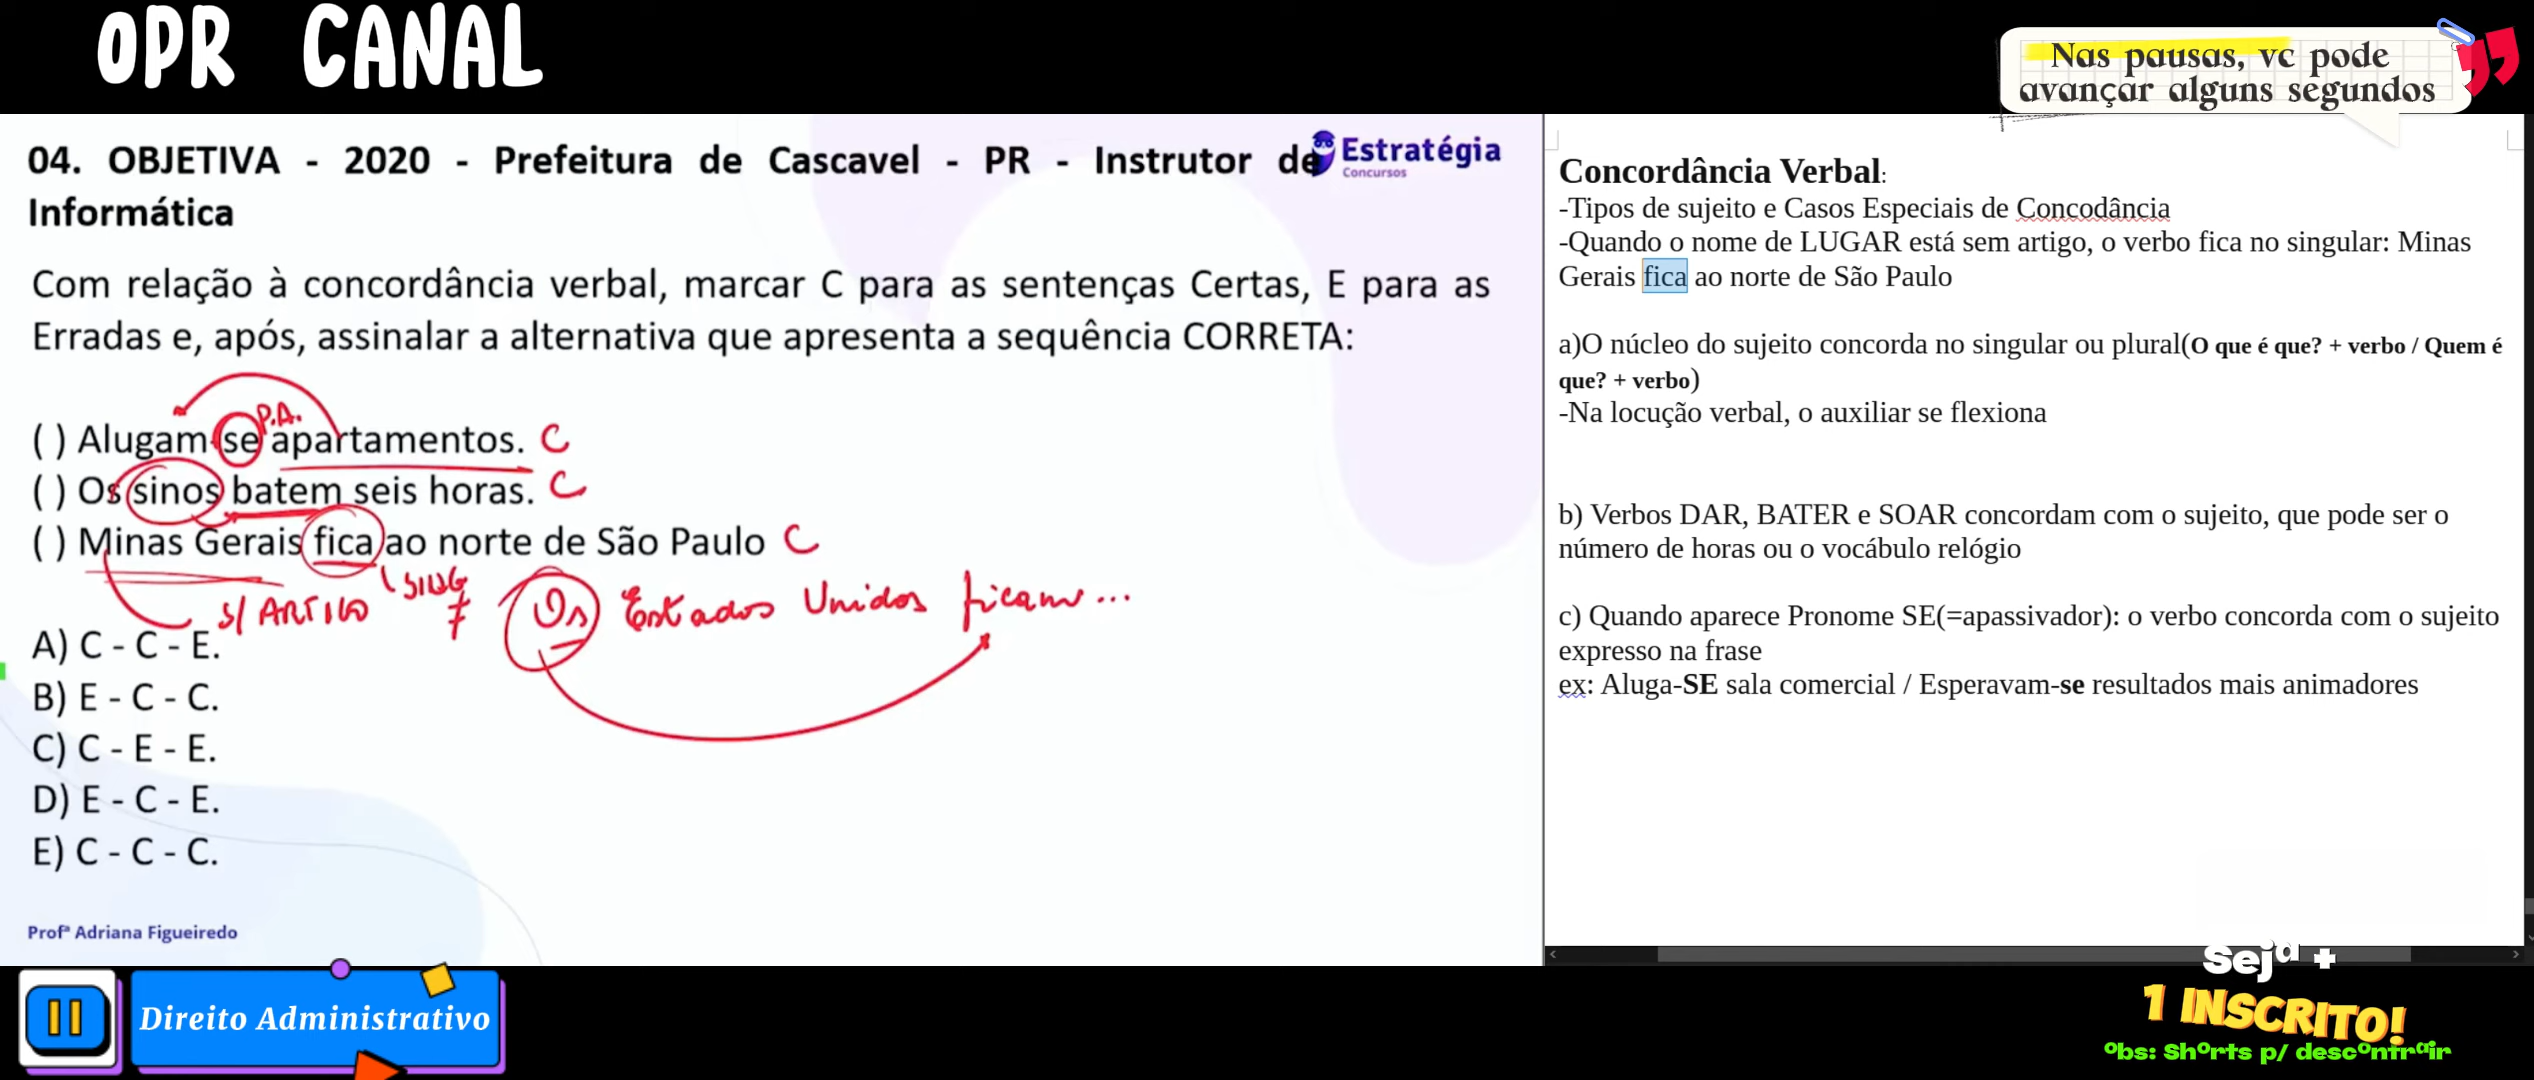 OPR CANAL
Nas pausas, vc pode
avançar alguns segundos
04. OBJETIVA - 2020 - Prefeitura de Cascavel - PR - Instrutor de
Informática
Estratégia
Concursos
Com relação à concordância verbal, marcar C para as sentenças Certas, E para as
Erradas e, após, assinalar a alternativa que apresenta a sequência CORRETA:
P.A.
( ) Alugam-se apartamentos. C
( ) Os sinos batem seis horas. C
( ) Minas Gerais fica ao norte de São Paulo C
SING
S/ ARTIGO ≠ Os Estados Unidos ficam...
A) C - C - E.
B) E - C - C.
C) C - E - E.
D) E - C - E.
E) C - C - C.
Profª Adriana Figueiredo
Concordância Verbal:
-Tipos de sujeito e Casos Especiais de Concodância
-Quando o nome de LUGAR está sem artigo, o verbo fica no singular: Minas
Gerais fica ao norte de São Paulo
a)O núcleo do sujeito concorda no singular ou plural(O que é que? + verbo / Quem é
que? + verbo)
-Na locução verbal, o auxiliar se flexiona
b) Verbos DAR, BATER e SOAR concordam com o sujeito, que pode ser o
número de horas ou o vocábulo relógio
c) Quando aparece Pronome SE(=apassivador): o verbo concorda com o sujeito
expresso na frase
ex: Aluga-SE sala comercial / Esperavam-se resultados mais animadores
Direito Administrativo
Seja +
1 INSCRITO!
obs: Shorts p/ descontrair